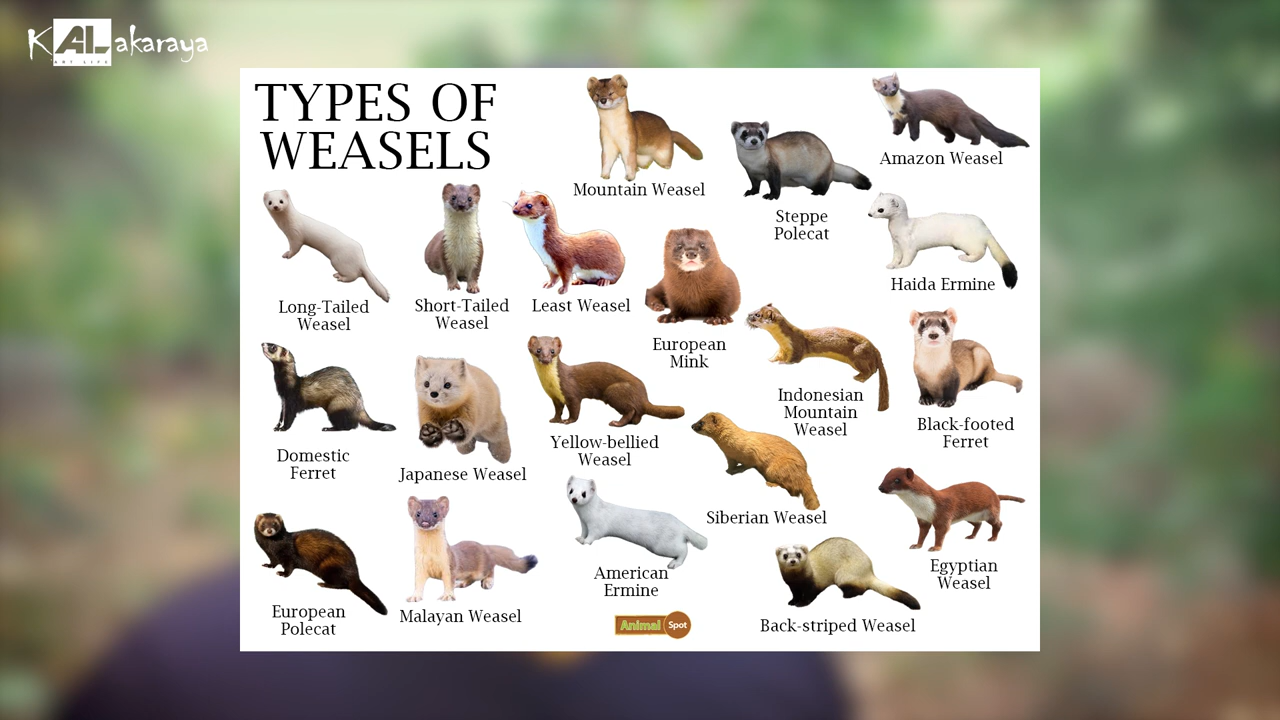 KALakaraya
ART LIFE
TYPES OF
WEASELS
Mountain Weasel
Amazon Weasel
Steppe
Polecat
Haida Ermine
Long-Tailed
Weasel
Short-Tailed
Weasel
Least Weasel
European
Mink
Indonesian
Mountain
Weasel
Black-footed
Ferret
Domestic
Ferret
Japanese Weasel
Yellow-bellied
Weasel
Siberian Weasel
Egyptian
Weasel
European
Polecat
Malayan Weasel
American
Ermine
Back-striped Weasel
Animal Spot